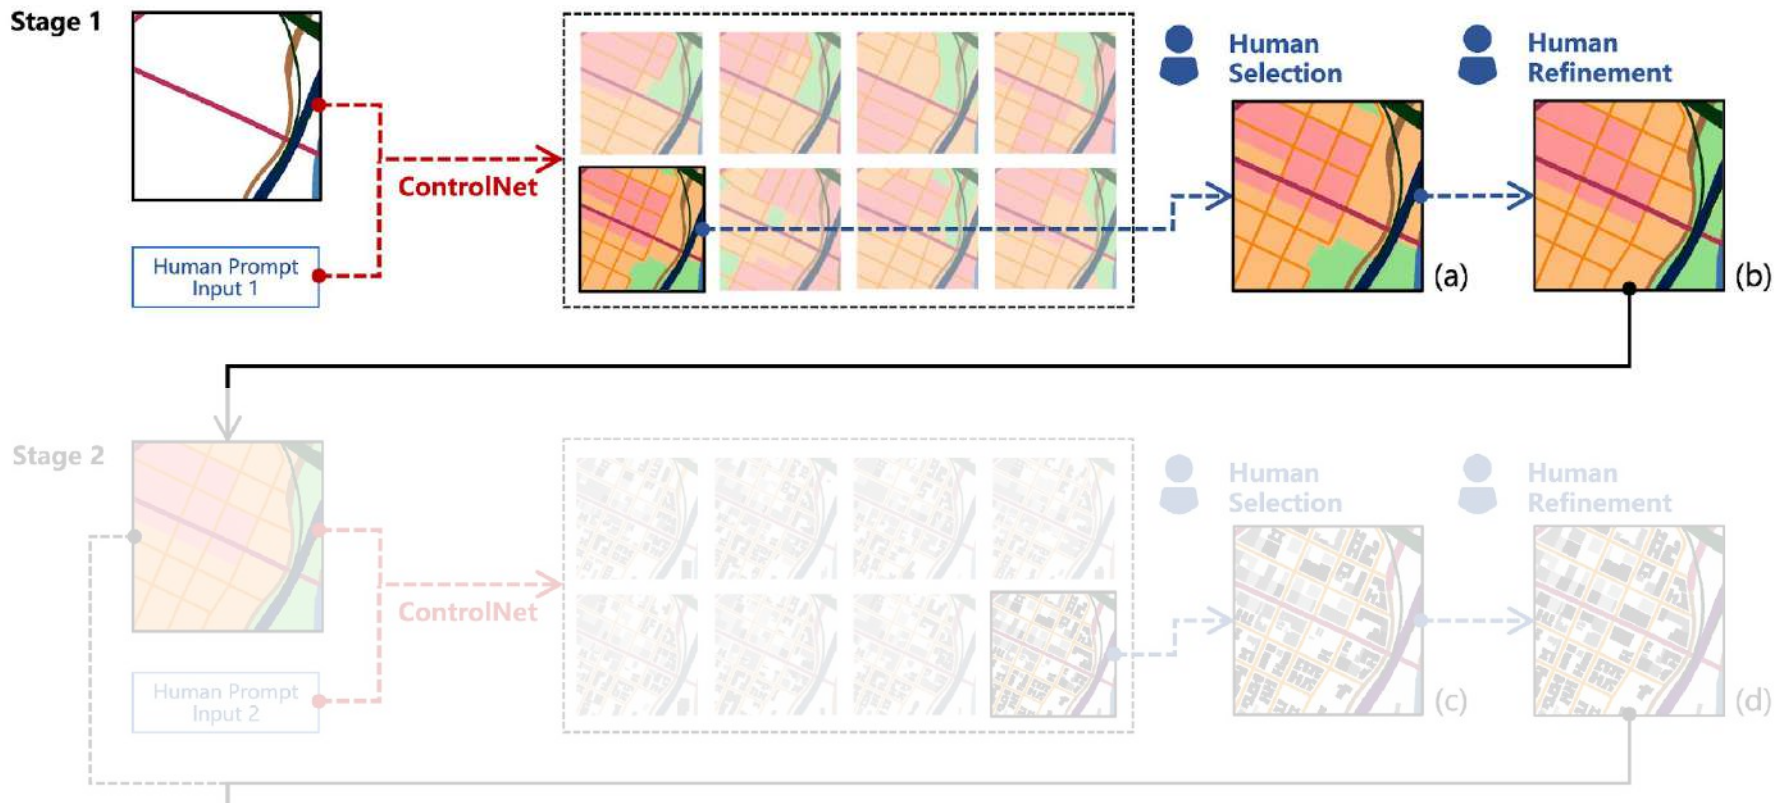 Stage 1
Human
Selection
Human
Refinement
ControlNet
Human Prompt
Input 1
(a)
(b)
Stage 2
Human
Selection
Human
Refinement
ControlNet
Human Prompt
Input 2
(c)
(d)